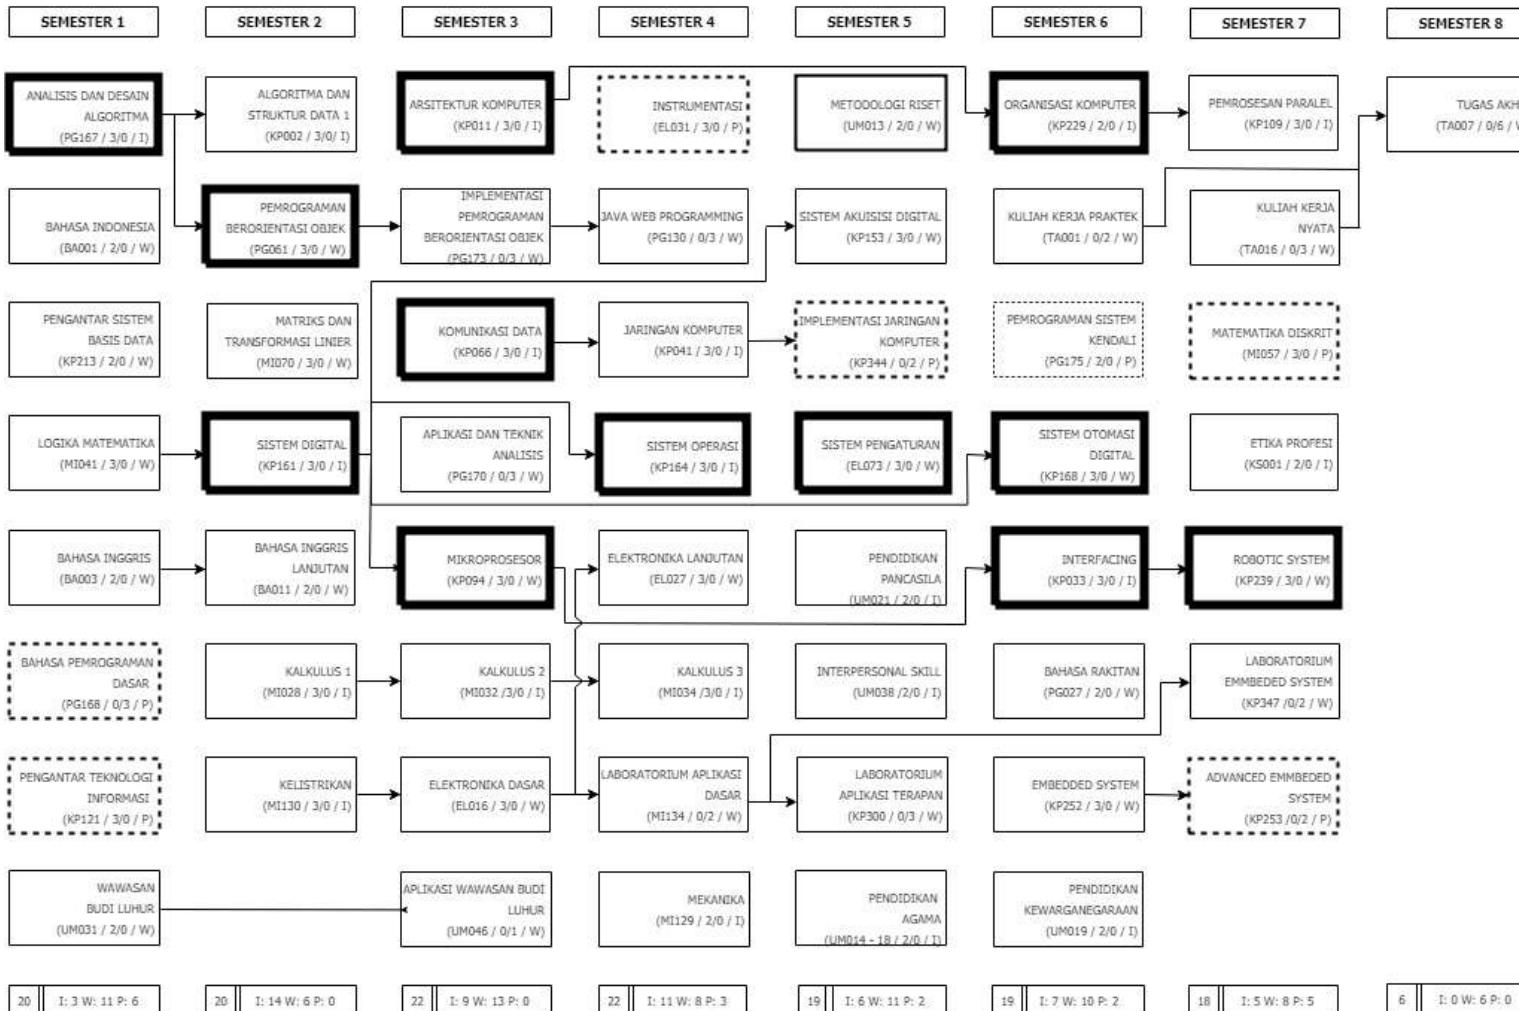 SEMESTER 1
SEMESTER 2
SEMESTER 3
SEMESTER 4
SEMESTER 5
SEMESTER 6
SEMESTER 7
SEMESTER 8
ANALISIS DAN DESAIN
ALGORITMA
(PG167 / 3/0 / I)
ALGORITMA DAN
STRUKTUR DATA 1
(KP002 / 3/0/ I)
ARSITEKTUR KOMPUTER
(KP011 / 3/0 / I)
INSTRUMENTASI
(EL031 / 3/0 / P)
METODOLOGI RISET
(UM013 / 2/0 / W)
ORGANISASI KOMPUTER
(KP229 / 2/0 / I)
PEMROSESAN PARALEL
(KP109 / 3/0 / I)
TUGAS AKH
(TA007 / 0/6 /
BAHASA INDONESIA
(BA001 / 2/0 / W)
PEMROGRAMAN
BERORIENTASI OBJEK
(PG061 / 3/0 / W)
IMPLEMENTASI
PEMROGRAMAN
BERORIENTASI OBJEK
(PG173 / 0/3 / W)
JAVA WEB PROGRAMMING
(PG130 / 0/3 / W)
SISTEM AKUISISI DIGITAL
(KP153 / 3/0 / W)
KULIAH KERJA PRAKTEK
(TA001 / 0/2 / W)
KULIAH KERJA
NYATA
(TA016 / 0/3 / W)
PENGANTAR SISTEM
BASIS DATA
(KP213 / 2/0 / W)
MATRIKS DAN
TRANSFORMASI LINIER
(MI070 / 3/0 / W)
KOMUNIKASI DATA
(KP066 / 3/0 / I)
JARINGAN KOMPUTER
(KP041 / 3/0 / I)
IMPLEMENTASI JARINGAN
KOMPUTER
(KP344 / 0/2 / P)
PEMROGRAMAN SISTEM
KENDALI
(PG175 / 2/0 / P)
MATEMATIKA DISKRIT
(MI057 / 3/0 / P)
LOGIKA MATEMATIKA
(MI041 / 3/0 / W)
SISTEM DIGITAL
(KP161 / 3/0 / I)
APLIKASI DAN TEKNIK
ANALISIS
(PG170 / 0/3 / W)
SISTEM OPERASI
(KP164 / 3/0 / I)
SISTEM PENGATURAN
(EL073 / 3/0 / W)
SISTEM OTOMASI
DIGITAL
(KP168 / 3/0 / W)
ETIKA PROFESI
(KS001 / 2/0 / I)
BAHASA INGGRIS
(BA003 / 2/0 / W)
BAHASA INGGRIS
LANJUTAN
(BA011 / 2/0 / W)
MIKROPROSESOR
(KP094 / 3/0 / W)
ELEKTRONIKA LANJUTAN
(EL027 / 3/0 / W)
PENDIDIKAN
PANCASILA
(UM021 / 2/0 / I)
INTERFACING
(KP033 / 3/0 / I)
ROBOTIC SYSTEM
(KP239 / 3/0 / W)
BAHASA PEMROGRAMAN
DASAR
(PG168 / 0/3 / P)
KALKULUS 1
(MI028 / 3/0 / I)
KALKULUS 2
(MI032 /3/0 / I)
KALKULUS 3
(MI034 /3/0 / I)
INTERPERSONAL SKILL
(UM038 /2/0 / I)
BAHASA RAKITAN
(PG027 / 2/0 / W)
LABORATORIUM
EMMBEDED SYSTEM
(KP347 /0/2 / W)
PENGANTAR TEKNOLOGI
INFORMASI
(KP121 / 3/0 / P)
KELISTRIKAN
(MI130 / 3/0 / I)
ELEKTRONIKA DASAR
(EL016 / 3/0 / W)
LABORATORIUM APLIKASI
DASAR
(MI134 / 0/2 / W)
LABORATORIUM
APLIKASI TERAPAN
(KP300 / 0/3 / W)
EMBEDDED SYSTEM
(KP252 / 3/0 / W)
ADVANCED EMMBEDED
SYSTEM
(KP253 /0/2 / P)
WAWASAN
BUDI LUHUR
(UM031 / 2/0 / W)
APLIKASI WAWASAN BUDI
LUHUR
(UM046 / 0/1 / W)
MEKANIKA
(MI129 / 2/0 / I)
PENDIDIKAN
AGAMA
(UM014 - 18 / 2/0 / I)
PENDIDIKAN
KEWARGANEGARAAN
(UM019 / 2/0 / I)
20 I: 3 W: 11 P: 6
20 I: 14 W: 6 P: 0
22 I: 9 W: 13 P: 0
22 I: 11 W: 8 P: 3
19 I: 6 W: 11 P: 2
19 I: 7 W: 10 P: 2
18 I: 5 W: 8 P: 5
6 I: 0 W: 6 P: 0